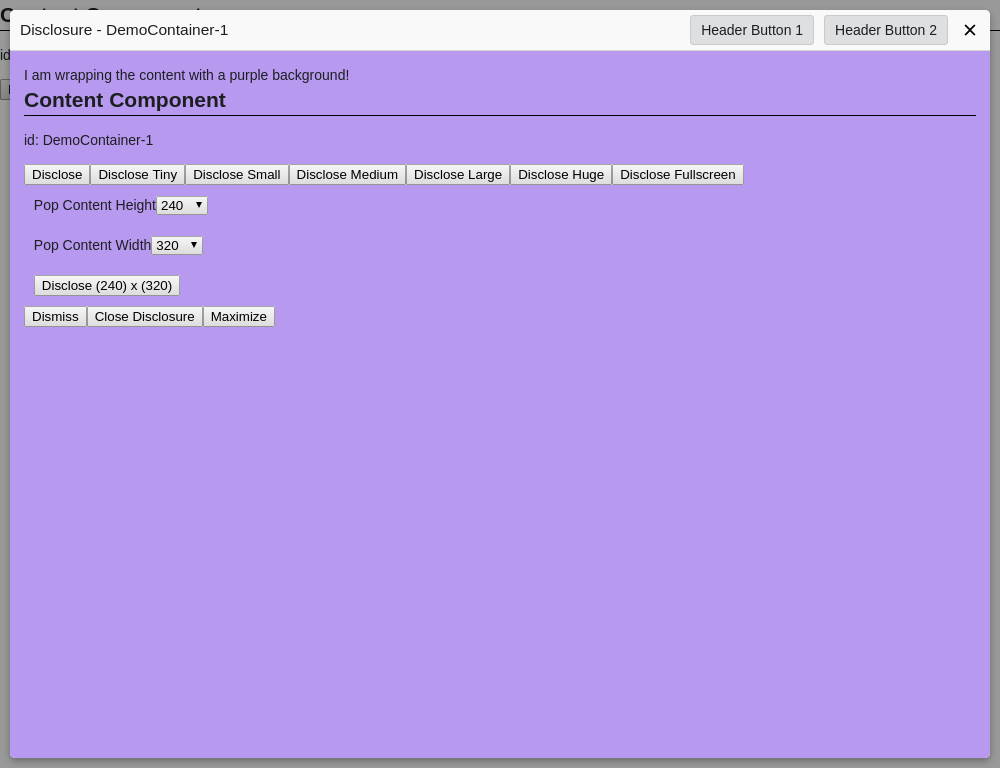 Disclosure - DemoContainer-1
Header Button 1
Header Button 2
I am wrapping the content with a purple background!
Content Component
id: DemoContainer-1
Disclose Disclose Tiny Disclose Small Disclose Medium Disclose Large Disclose Huge Disclose Fullscreen
Pop Content Height 240
Pop Content Width 320
Disclose (240) x (320)
Dismiss Close Disclosure Maximize
id